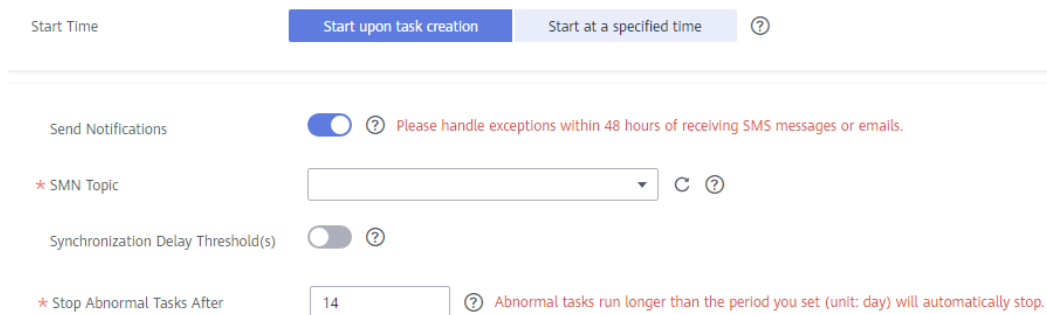 Start Time Start upon task creation Start at a specified time ?
Send Notifications ? Please handle exceptions within 48 hours of receiving SMS messages or emails.
* SMN Topic ?
Synchronization Delay Threshold(s) ?
* Stop Abnormal Tasks After 14 ? Abnormal tasks run longer than the period you set (unit: day) will automatically stop.